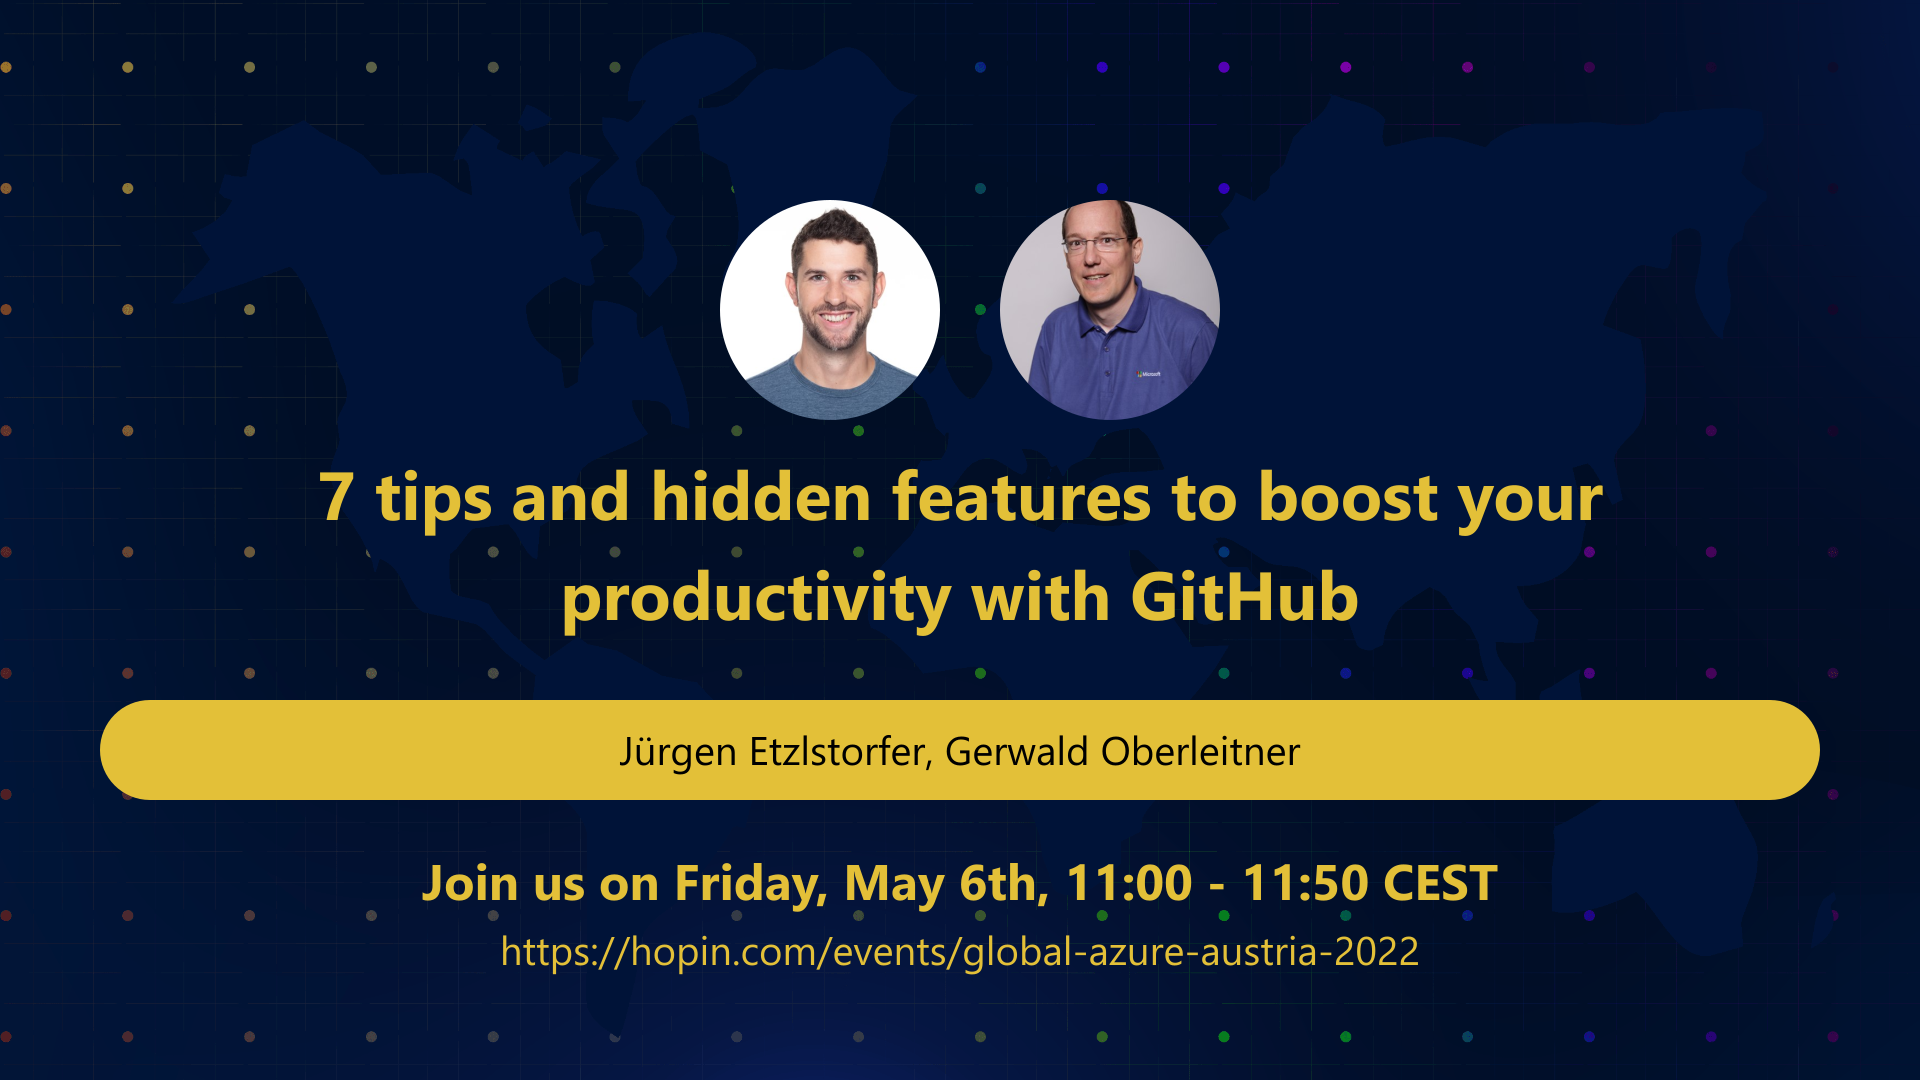 Microsoft
7 tips and hidden features to boost your
productivity with GitHub
Jürgen Etzlstorfer, Gerwald Oberleitner
Join us on Friday, May 6th, 11:00 - 11:50 CEST
https://hopin.com/events/global-azure-austria-2022